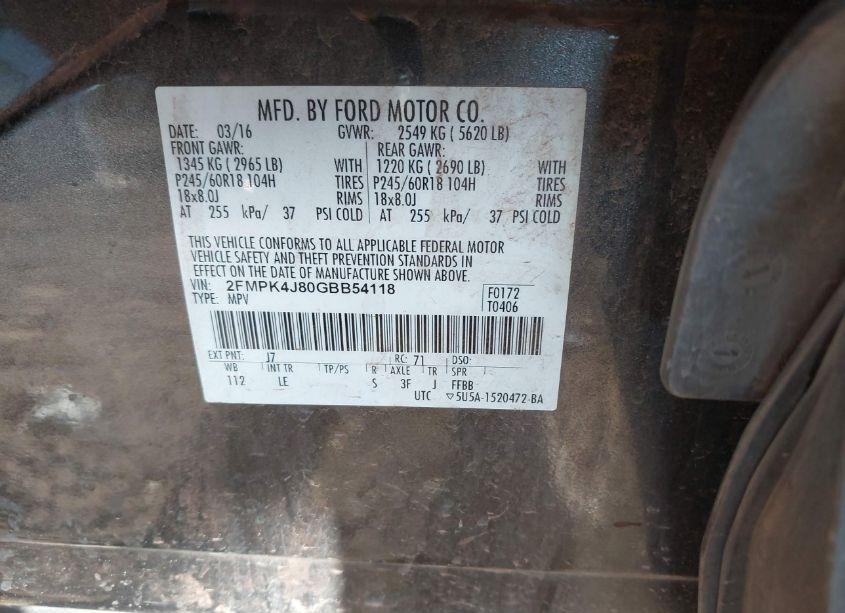 MFD. BY FORD MOTOR CO.
DATE: 03/16 GVWR: 2549 KG ( 5620 LB)
FRONT GAWR: REAR GAWR:
1345 KG ( 2965 LB) WITH 1220 KG ( 2690 LB) WITH
P245/60R18 104H TIRES P245/60R18 104H TIRES
18x8.0J RIMS 18x8.0J RIMS
AT 255 kPa/ 37 PSI COLD AT 255 kPa/ 37 PSI COLD
THIS VEHICLE CONFORMS TO ALL APPLICABLE FEDERAL MOTOR
VEHICLE SAFETY AND THEFT PREVENTION STANDARDS IN
EFFECT ON THE DATE OF MANUFACTURE SHOWN ABOVE.
VIN: 2FMPK4J80GBB54118 F0172
TYPE: MPV T0406
EXT PNT: J7 RC: 71 DSO:
WB INT TR TP/PS R AXLE TR SPR
112 LE S 3F J FFBB
UTC ▽5U5A-1520472-BA